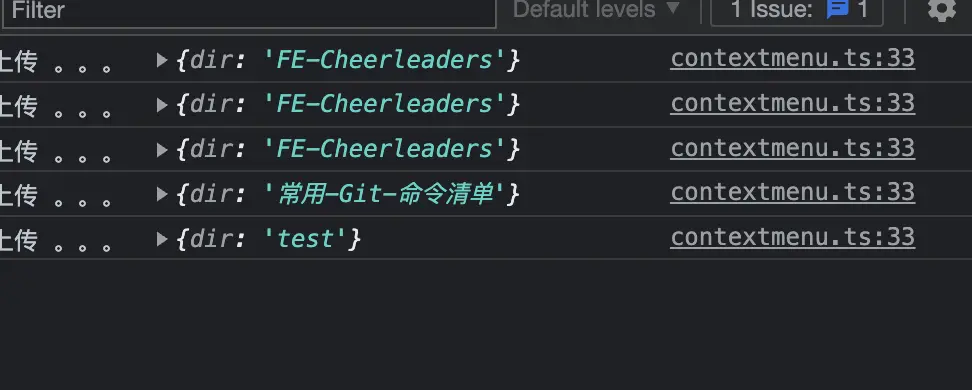 Filter Default levels ▼ 1 Issue: 1
上传 。。。 ▶{dir: 'FE-Cheerleaders'} contextmenu.ts:33
上传 。。。 ▶{dir: 'FE-Cheerleaders'} contextmenu.ts:33
上传 。。。 ▶{dir: 'FE-Cheerleaders'} contextmenu.ts:33
上传 。。。 ▶{dir: '常用-Git-命令清单'} contextmenu.ts:33
上传 。。。 ▶{dir: 'test'} contextmenu.ts:33